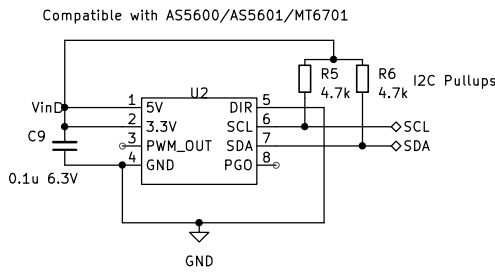 Compatible with AS5600/AS5601/MT6701
R5
4.7k
R6
4.7k
I2C Pullups
U2
Vin
1 5V DIR 5
2 3.3V SCL 6
3 PWM_OUT SDA 7
4 GND PGO 8
SCL
SDA
C9
0.1u 6.3V
GND